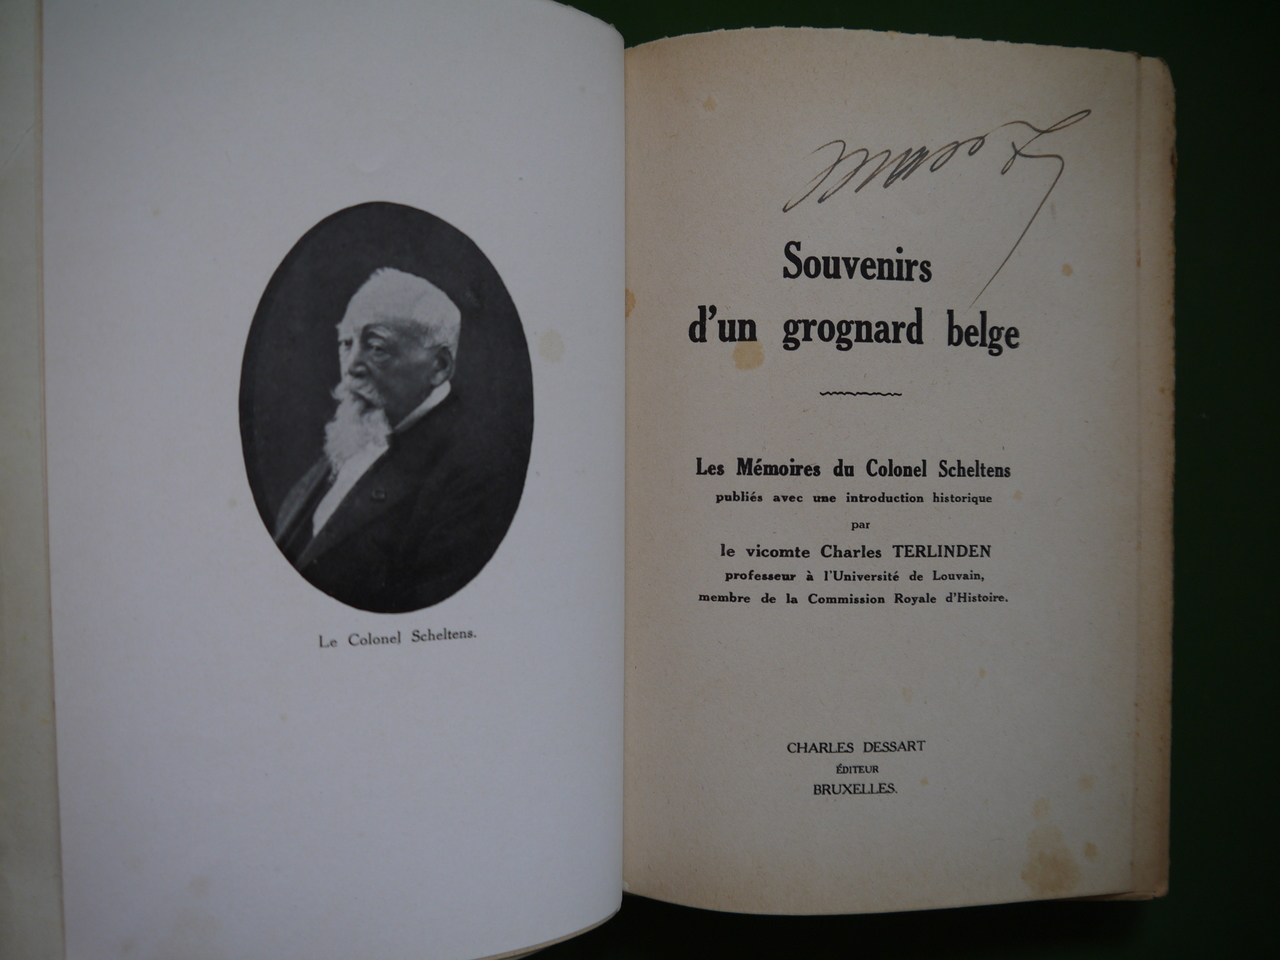 Le Colonel Scheltens.
Souvenirs
d'un grognard belge
Les Mémoires du Colonel Scheltens
publiés avec une introduction historique
par
le vicomte Charles TERLINDEN
professeur à l'Université de Louvain,
membre de la Commission Royale d'Histoire.
CHARLES DESSART
ÉDITEUR
BRUXELLES.